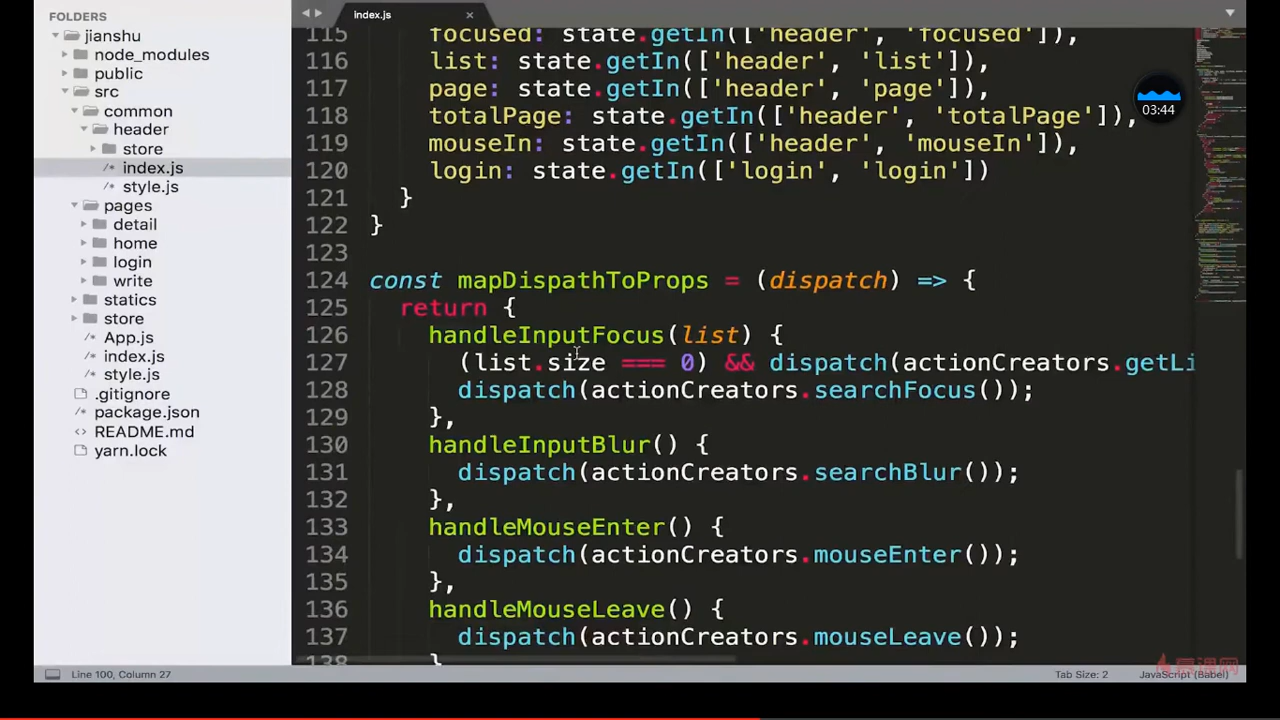 FOLDERS
jianshu
node_modules
public
src
common
header
store
index.js
style.js
pages
detail
home
login
write
statics
store
App.js
index.js
style.js
.gitignore
package.json
README.md
yarn.lock
index.js
03:44
115 focused: state.getIn(['header', 'focused']),
116 list: state.getIn(['header', 'list']),
117 page: state.getIn(['header', 'page']),
118 totalPage: state.getIn(['header', 'totalPage']),
119 mouseIn: state.getIn(['header', 'mouseIn']),
120 login: state.getIn(['login', 'login'])
121 }
122 }
123
124 const mapDispathToProps = (dispatch) => {
125 return {
126 handleInputFocus(list) {
127 (list.size === 0) && dispatch(actionCreators.getLi
128 dispatch(actionCreators.searchFocus());
129 },
130 handleInputBlur() {
131 dispatch(actionCreators.searchBlur());
132 },
133 handleMouseEnter() {
134 dispatch(actionCreators.mouseEnter());
135 },
136 handleMouseLeave() {
137 dispatch(actionCreators.mouseLeave());
138 }
Line 100, Column 27
Tab Size: 2
JavaScript (Babel)
慕课网